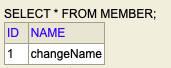 SELECT * FROM MEMBER;
ID NAME
1 changeName